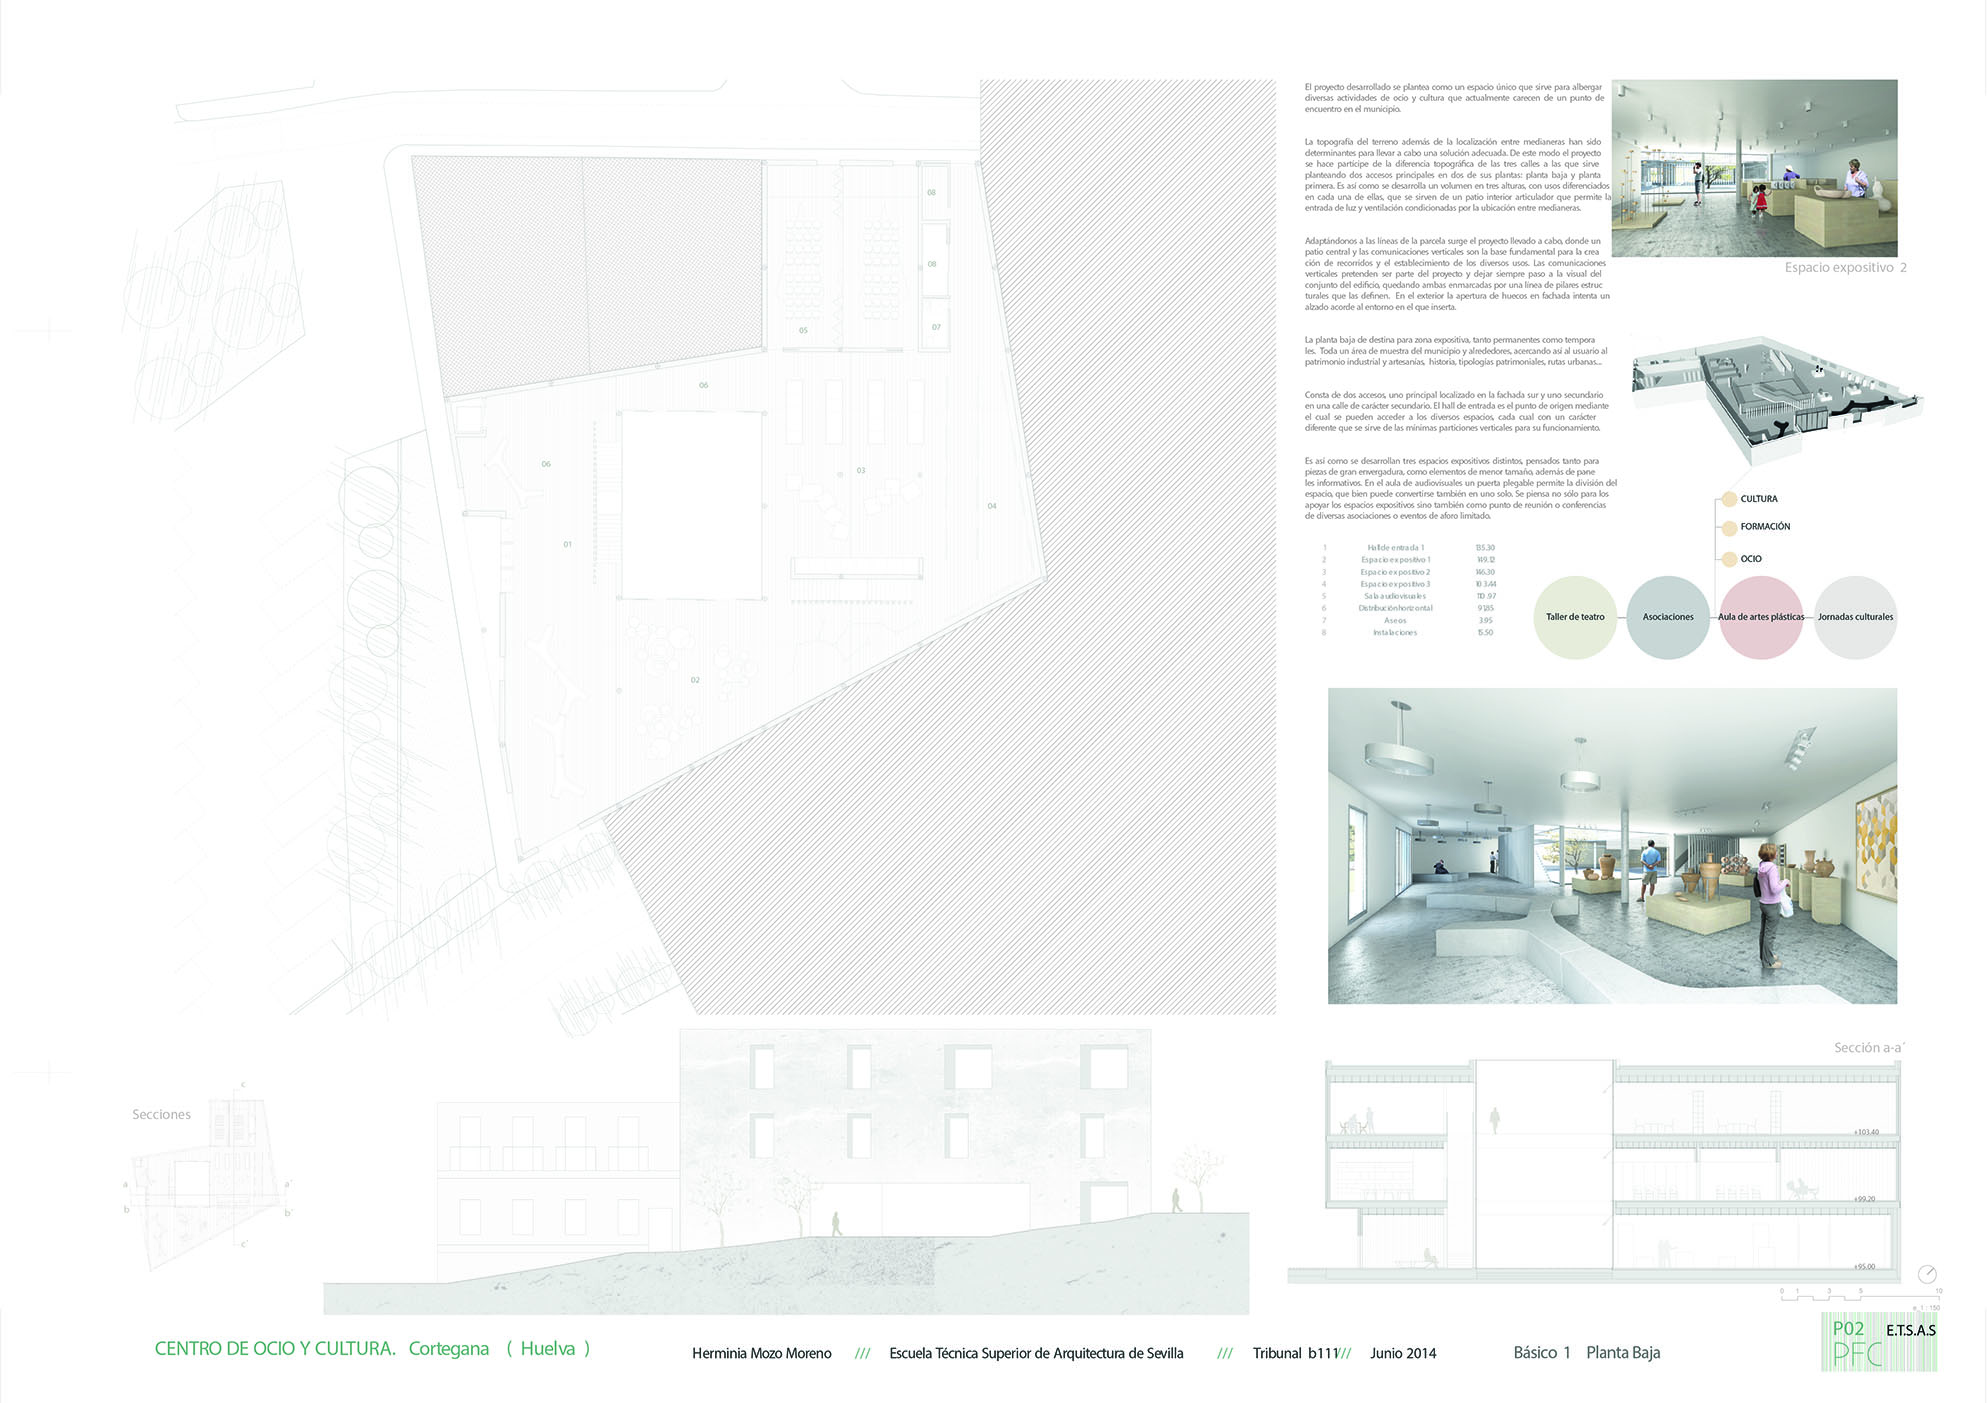 El proyecto desarrollado se plantea como un espacio único que sirve para albergar
diversas actividades de ocio y cultura que actualmente carecen de un punto de
encuentro en el municipio.
La topografía del terreno además de la localización entre medianeras han sido
determinantes para llevar a cabo una solución adecuada. De este modo el proyecto
se hace partícipe de la diferencia topográfica de las tres calles a las que sirve
planteando dos accesos principales en dos de sus plantas: planta baja y planta
primera. Es así como se desarrolla un volumen en tres alturas, con usos diferenciados
en cada una de ellas, que se sirven de un patio interior articulador que permite la
entrada de luz y ventilación condicionadas por la ubicación entre medianeras.
Adaptándonos a las líneas de la parcela surge el proyecto llevado a cabo, donde un
patio central y las comunicaciones verticales son la base fundamental para la crea
ción de recorridos y el establecimiento de los diversos usos. Las comunicaciones
verticales pretenden ser parte del proyecto y dejar siempre paso a la visual del
conjunto del edificio, quedando ambas enmarcadas por una línea de pilares estruc
turales que las definen. En el exterior la apertura de huecos en fachada intenta un
alzado acorde al entorno en el que inserta.
La planta baja de destina para zona expositiva, tanto permanentes como tempora
les. Toda un área de muestra del municipio y alrededores, acercando así al usuario al
patrimonio industrial y artesanías, historia, tipologías patrimoniales, rutas urbanas...
Consta de dos accesos, uno principal localizado en la fachada sur y uno secundario
en una calle de carácter secundario. El hall de entrada es el punto de origen mediante
el cual se pueden acceder a los diversos espacios, cada cual con un carácter
diferente que se sirve de las mínimas particiones verticales para su funcionamiento.
Es así como se desarrollan tres espacios expositivos distintos, pensados tanto para
piezas de gran envergadura, como elementos de menor tamaño, además de pane
les informativos. En el aula de audiovisuales un puerta plegable permite la división del
espacio, que bien puede convertirse también en uno solo. Se piensa no sólo para los
apoyar los espacios expositivos sino también como punto de reunión o conferencias
de diversas asociaciones o eventos de aforo limitado.
1 Hall de entrada 1 135.30
2 Espacio expositivo 1 149.12
3 Espacio expositivo 2 146.30
4 Espacio expositivo 3 103.44
5 Sala audiovisuales 110.97
6 Distribución horizontal 91.85
7 Aseos 3.95
8 Instalaciones 15.50
Espacio expositivo 2
CULTURA
FORMACIÓN
OCIO
Taller de teatro
Asociaciones
Aula de artes plásticas
Jornadas culturales
08
08
07
05
06
06
03
04
01
02
Secciones
c
a
a´
b
b´
c´
Sección a-a´
+103.40
+99.20
+95.00
0 1 3 5 10
e_1 : 150
CENTRO DE OCIO Y CULTURA. Cortegana ( Huelva )
Herminia Mozo Moreno /// Escuela Técnica Superior de Arquitectura de Sevilla /// Tribunal b111/// Junio 2014
Básico 1 Planta Baja
P02 E.T.S.A.S
PFC